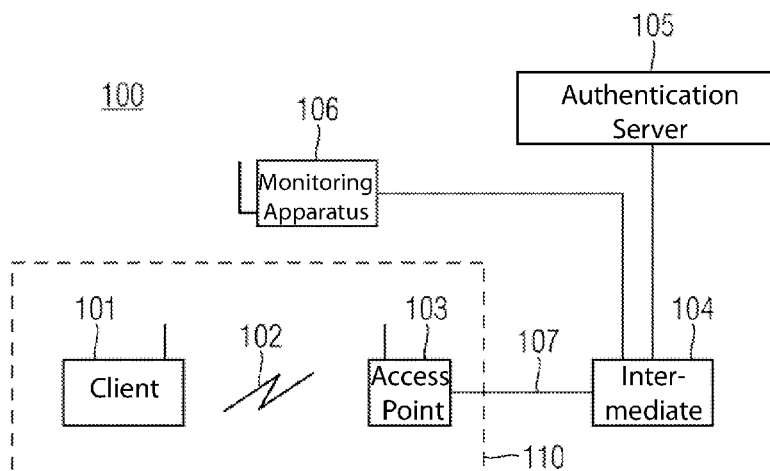 105
100
Authentication
Server
106
Monitoring
Apparatus
101
102
103
107
104
Client
Access
Point
Inter-
mediate
110